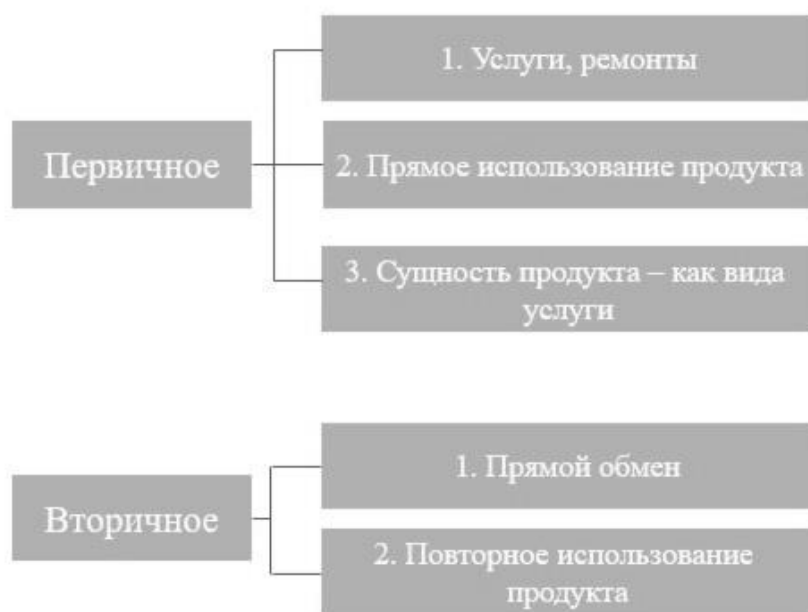 1. Услуги, ремонты
Первичное
2. Прямое использование продукта
3. Сущность продукта – как вида
услуги
1. Прямой обмен
Вторичное
2. Повторное использование
продукта